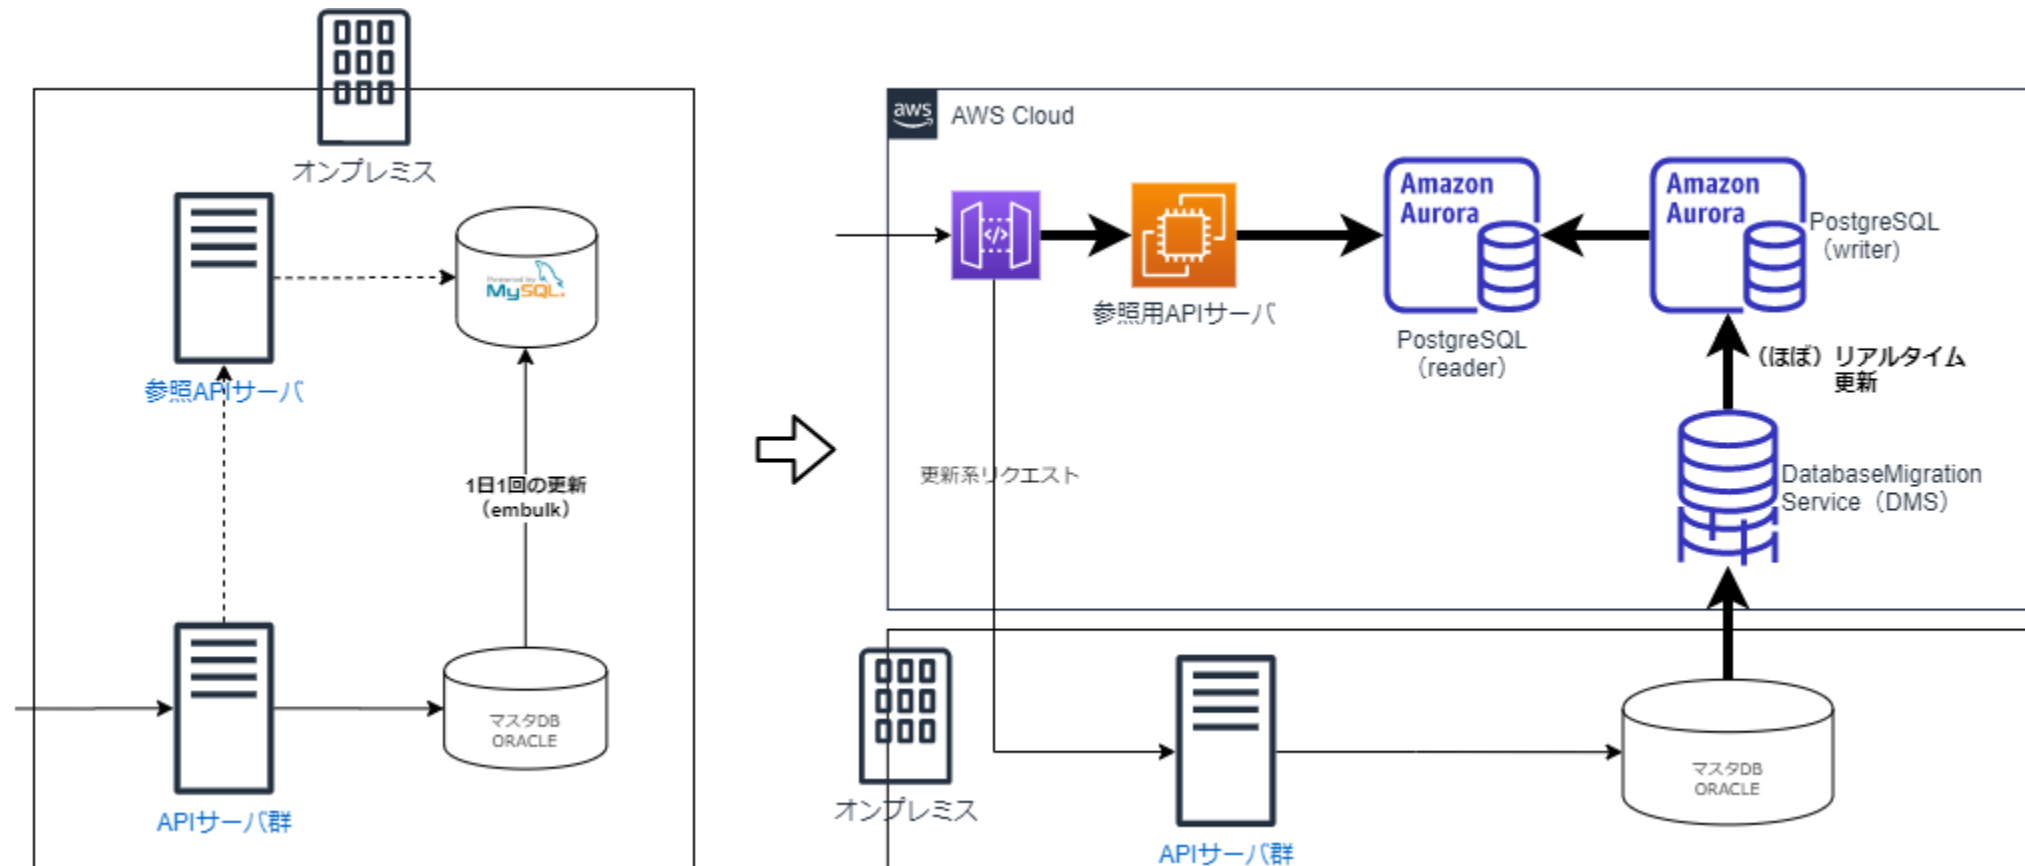 オンプレミス
Powered by
MySQL
参照APIサーバ
1日1回の更新
（embulk）
マスタDB
ORACLE
APIサーバ群
aws
AWS Cloud
</>
参照用APIサーバ
Amazon
Aurora
PostgreSQL
（reader）
Amazon
Aurora
PostgreSQL
（writer）
（ほぼ）リアルタイム
更新
更新系リクエスト
DatabaseMigration
Service（DMS）
オンプレミス
APIサーバ群
マスタDB
ORACLE